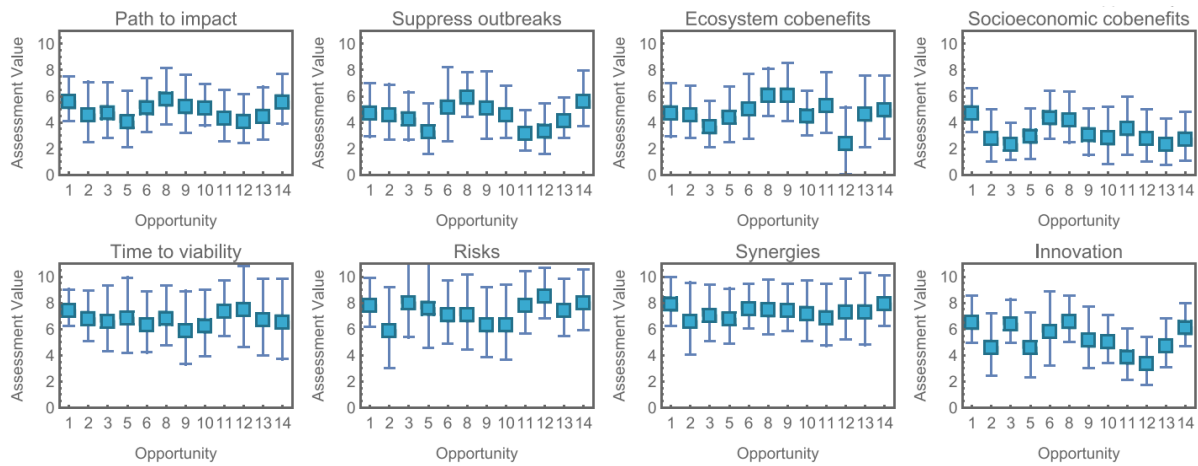 Path to impact
Suppress outbreaks
Ecosystem cobenefits
Socioeconomic cobenefits
Assessment Value
10
8
6
4
2
0
1 2 3 5 6 8 9 10 11 12 13 14
Opportunity
Assessment Value
10
8
6
4
2
0
1 2 3 5 6 8 9 10 11 12 13 14
Opportunity
Assessment Value
10
8
6
4
2
0
1 2 3 5 6 8 9 10 11 12 13 14
Opportunity
Assessment Value
10
8
6
4
2
0
1 2 3 5 6 8 9 10 11 12 13 14
Opportunity
Time to viability
Risks
Synergies
Innovation
Assessment Value
10
8
6
4
2
0
1 2 3 5 6 8 9 10 11 12 13 14
Opportunity
Assessment Value
10
8
6
4
2
0
1 2 3 5 6 8 9 10 11 12 13 14
Opportunity
Assessment Value
10
8
6
4
2
0
1 2 3 5 6 8 9 10 11 12 13 14
Opportunity
Assessment Value
10
8
6
4
2
0
1 2 3 5 6 8 9 10 11 12 13 14
Opportunity